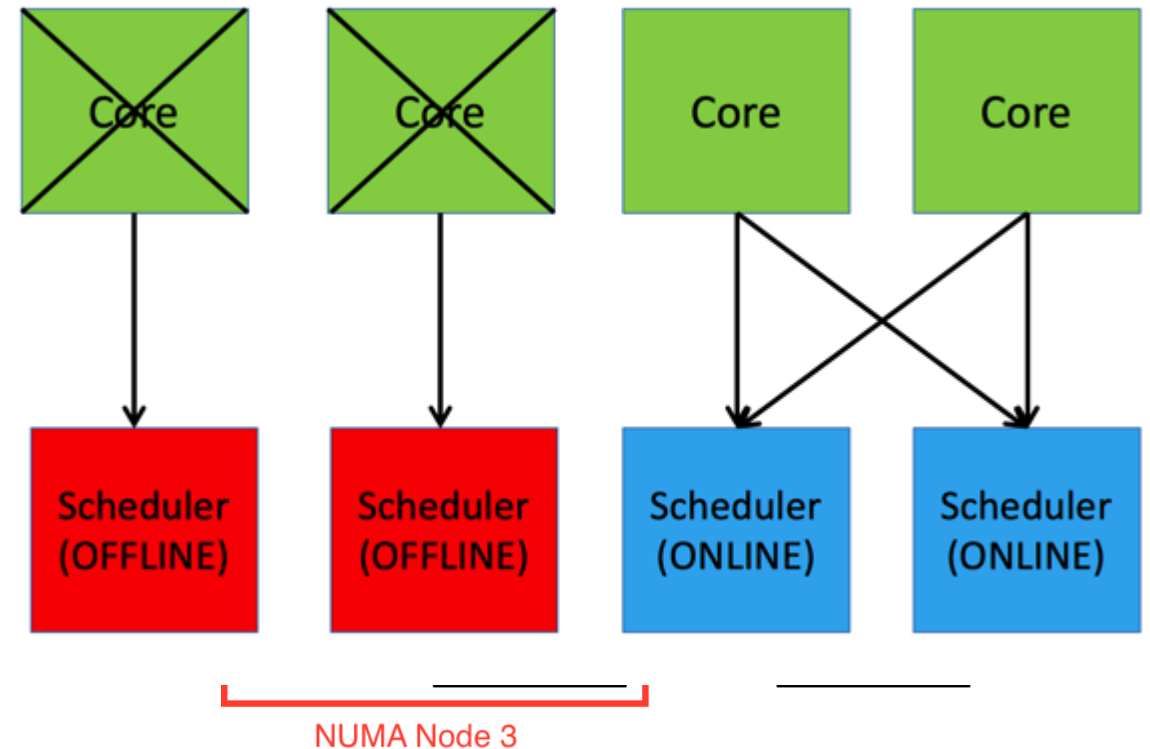 Core
Core
Core
Core
Scheduler
(OFFLINE)
Scheduler
(OFFLINE)
Scheduler
(ONLINE)
Scheduler
(ONLINE)
NUMA Node 3